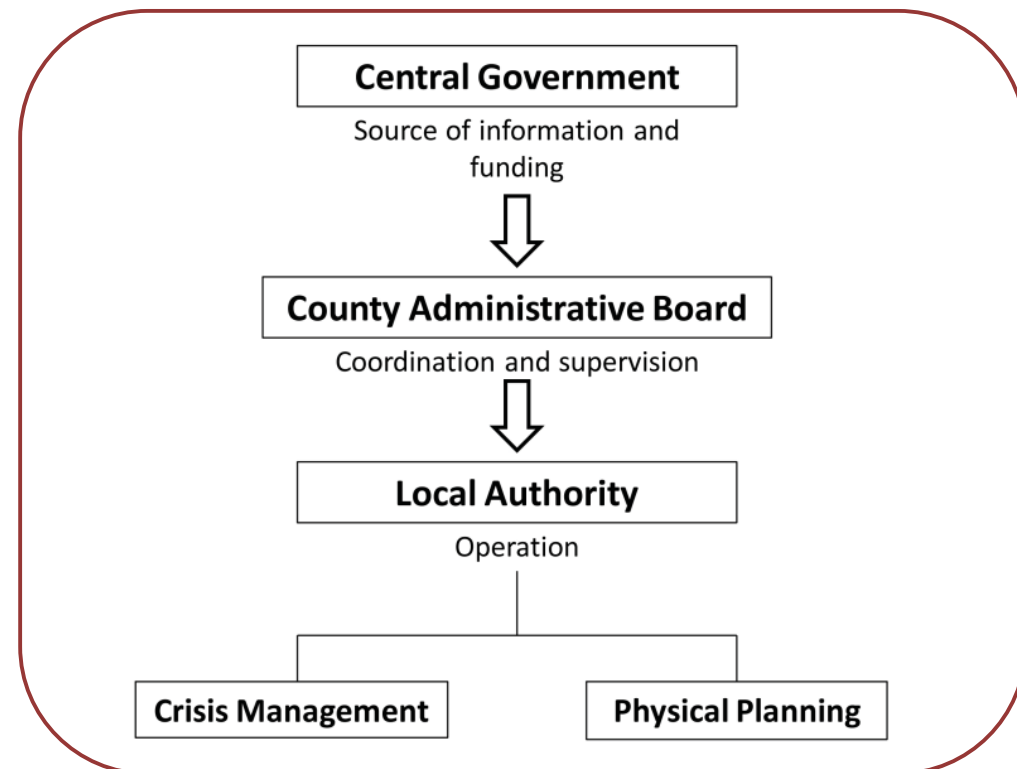 Central Government
Source of information and
funding
County Administrative Board
Coordination and supervision
Local Authority
Operation
Crisis Management
Physical Planning